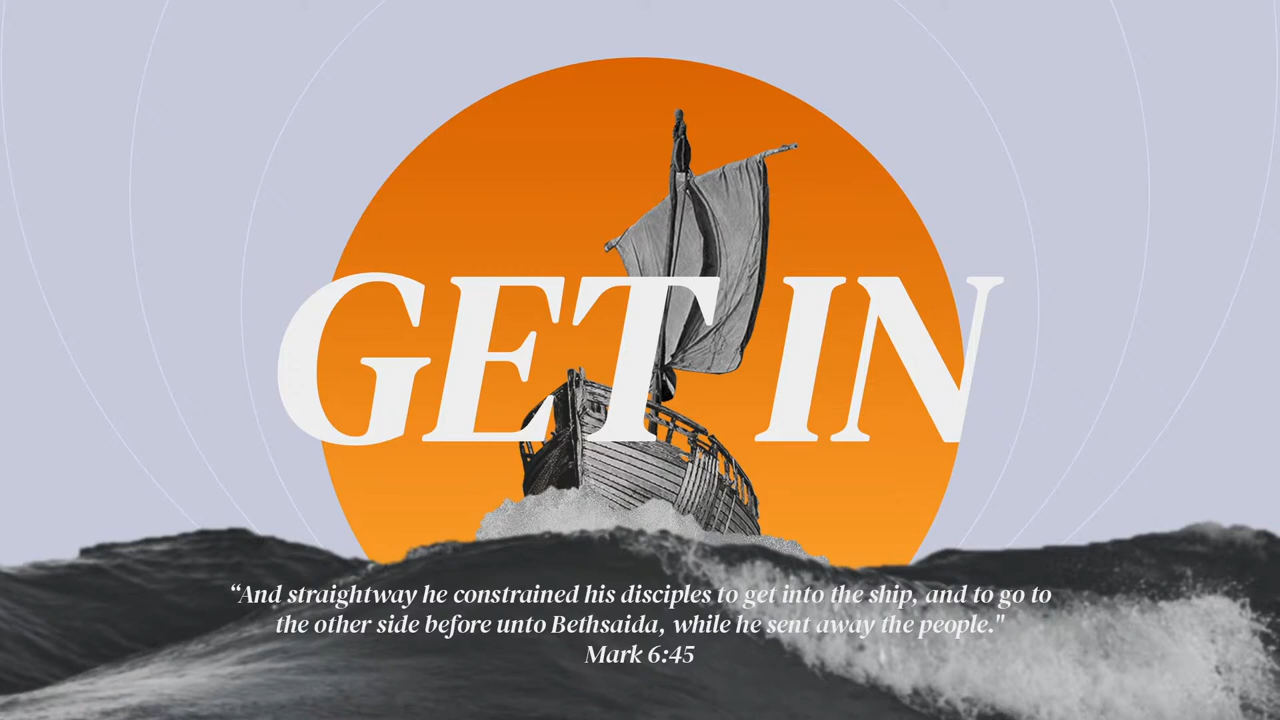 GET IN
“And straightway he constrained his disciples to get into the ship, and to go to
the other side before unto Bethsaida, while he sent away the people."
Mark 6:45